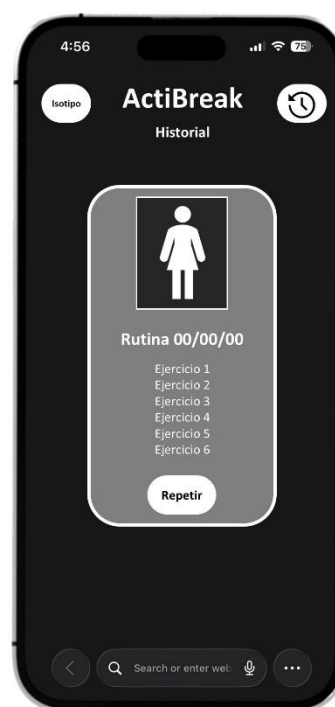 4:56
75
Isotipo
ActiBreak
Historial
Rutina 00/00/00
Ejercicio 1
Ejercicio 2
Ejercicio 3
Ejercicio 4
Ejercicio 5
Ejercicio 6
Repetir
Search or enter web